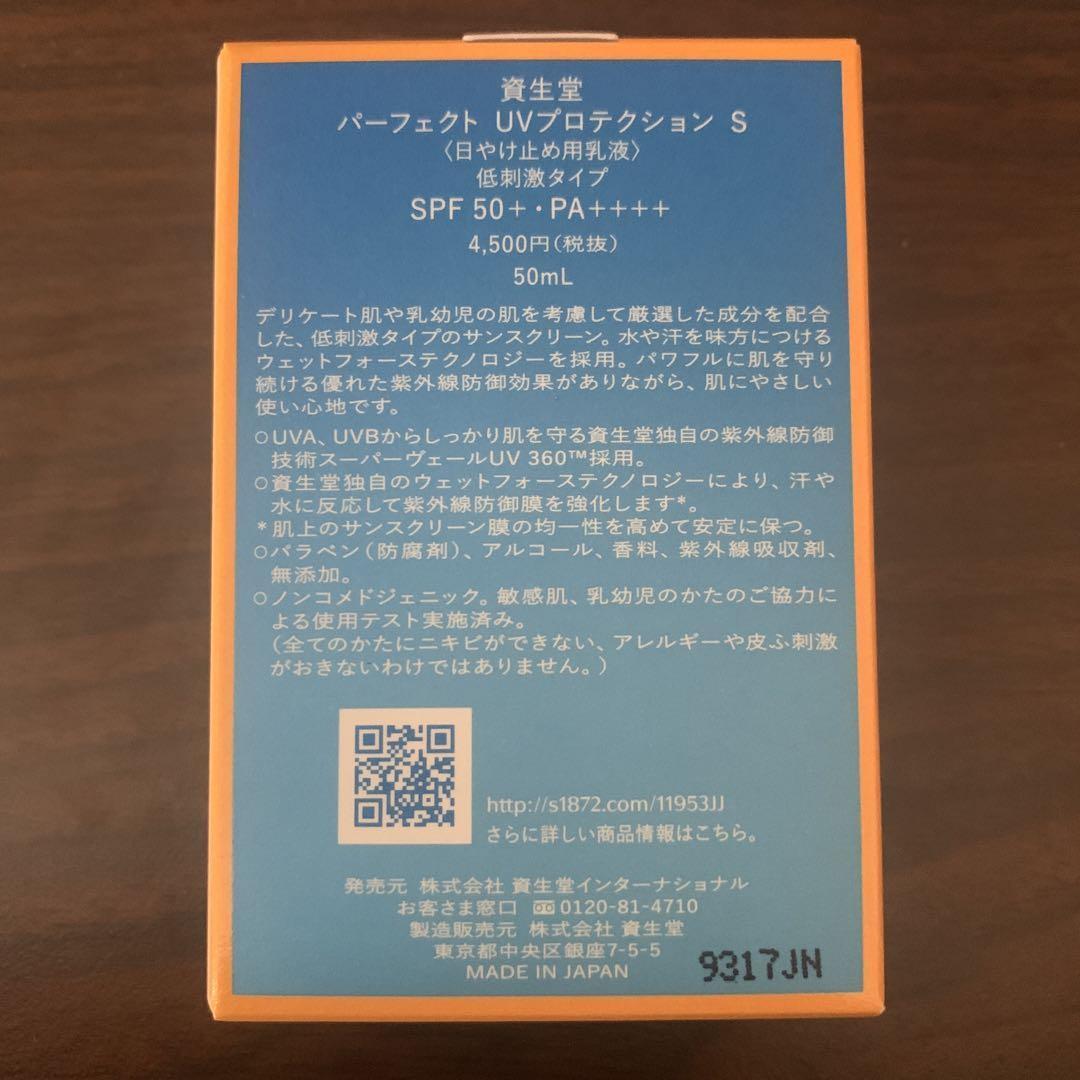 資生堂
パーフェクト UVプロテクション S
〈日やけ止め用乳液〉
低刺激タイプ
SPF 50+・PA++++
4,500円(税抜)
50mL
デリケート肌や乳幼児の肌を考慮して厳選した成分を配合
した、低刺激タイプのサンスクリーン。水や汗を味方につける
ウェットフォーステクノロジーを採用。パワフルに肌を守り
続ける優れた紫外線防御効果がありながら、肌にやさしい
使い心地です。
○UVA、UVBからしっかり肌を守る資生堂独自の紫外線防御
技術スーパーヴェールUV 360™採用。
○資生堂独自のウェットフォーステクノロジーにより、汗や
水に反応して紫外線防御膜を強化します*。
*肌上のサンスクリーン膜の均一性を高めて安定に保つ。
○パラベン(防腐剤)、アルコール、香料、紫外線吸収剤、
無添加。
○ノンコメドジェニック。敏感肌、乳幼児のかたのご協力に
よる使用テスト実施済み。
(全てのかたにニキビができない、アレルギーや皮ふ刺激
がおきないわけではありません。)
http://s1872.com/11953JJ
さらに詳しい商品情報はこちら。
発売元 株式会社 資生堂インターナショナル
お客さま窓口 0120-81-4710
製造販売元 株式会社 資生堂
東京都中央区銀座7-5-5
MADE IN JAPAN
9317JN